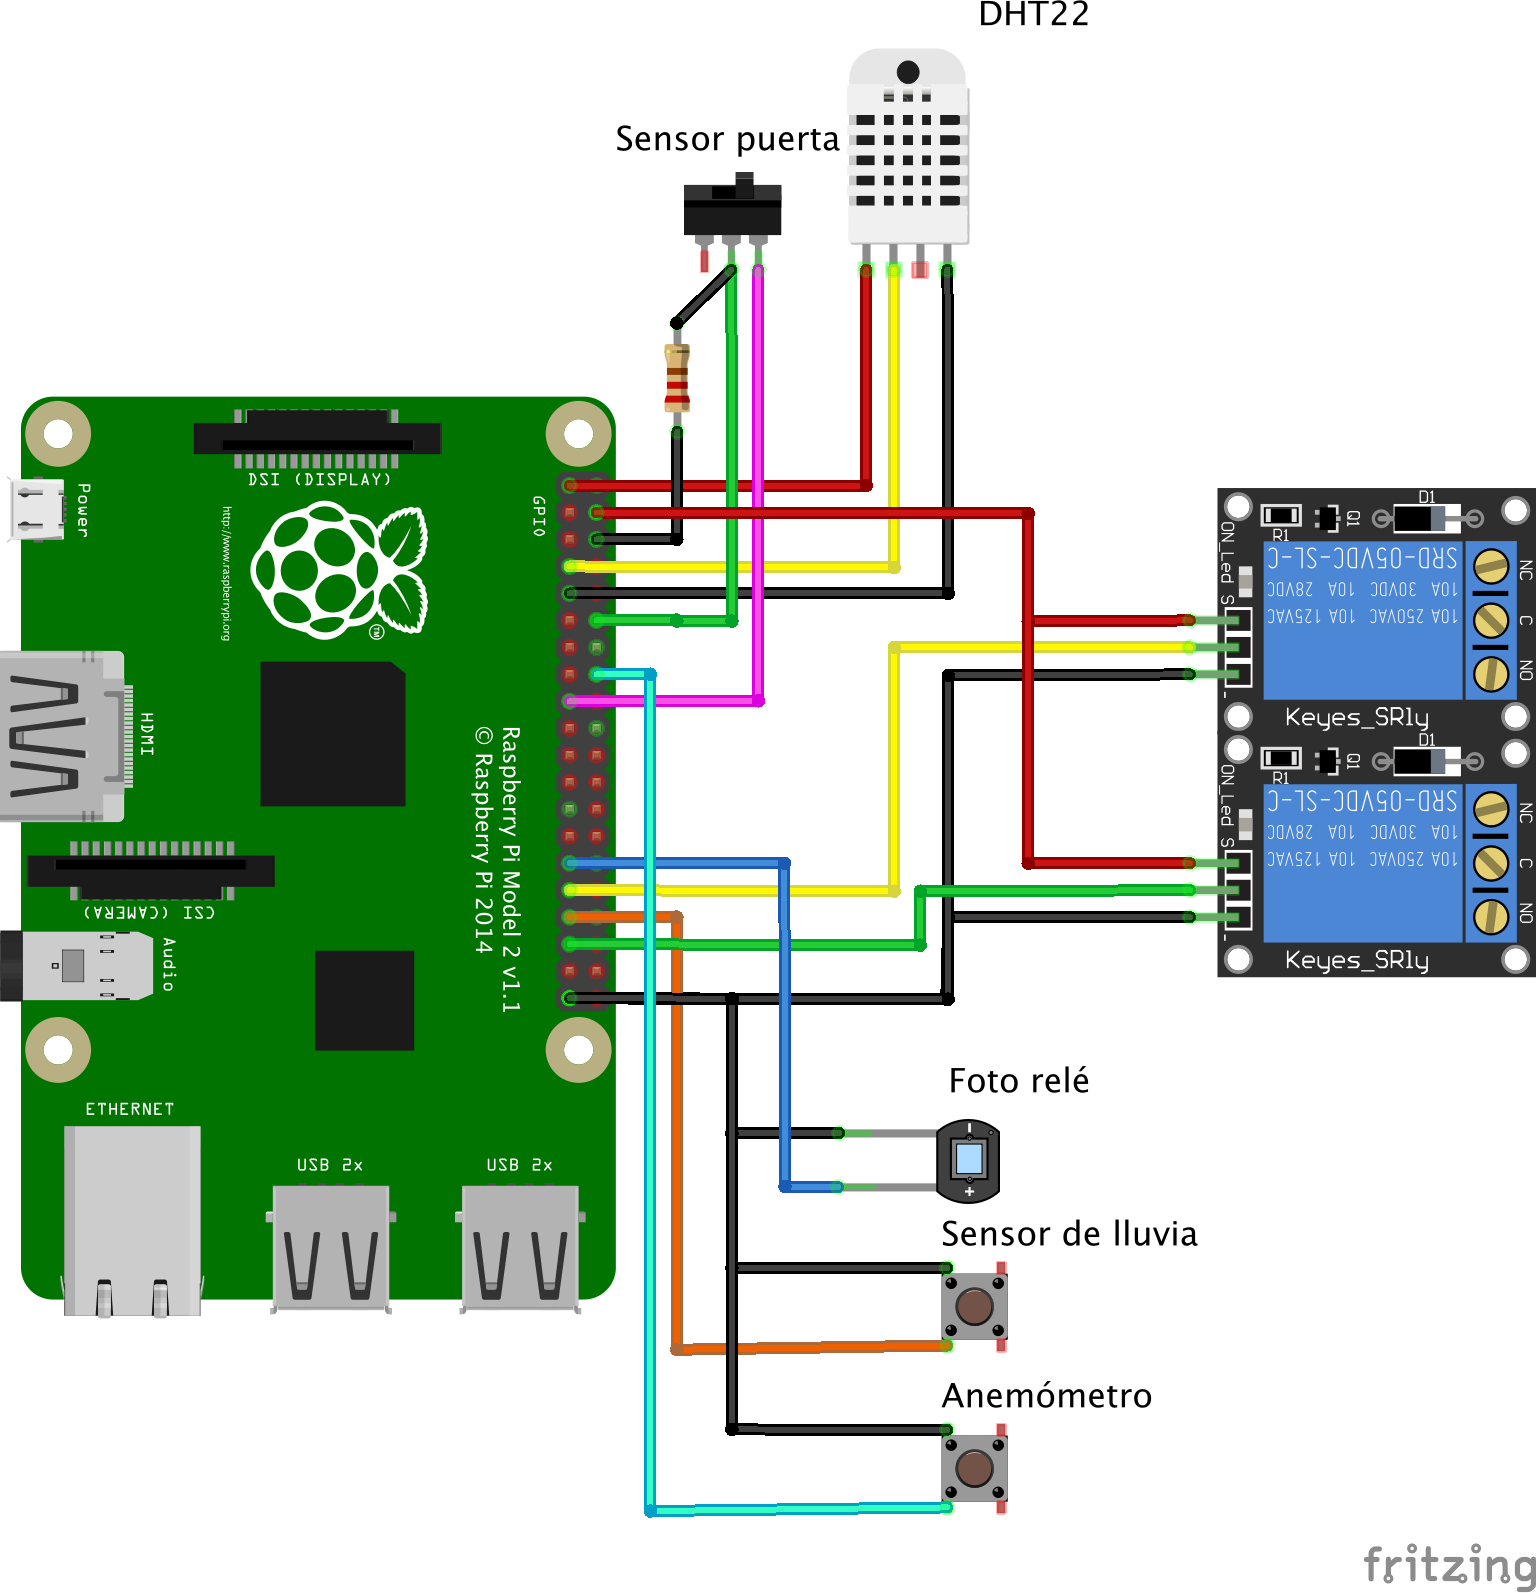 DHT22
Sensor puerta
DSI (DISPLAY)
Power
GPIO
http://www.raspberrypi.org
TM
HDMI
Raspberry Pi Model 2 v1.1
© Raspberry Pi 2014
CSI (CAMERA)
Audio
ETHERNET
USB 2x
USB 2x
D1
Q1
R1
ON_Led
S
-
SRD-05VDC-SL-C
10A 30VDC 10A 28VDC
10A 250VAC 10A 125VAC
NC
C
NO
Keyes_SRly
D1
Q1
R1
ON_Led
S
-
SRD-05VDC-SL-C
10A 30VDC 10A 28VDC
10A 250VAC 10A 125VAC
NC
C
NO
Keyes_SRly
Foto relé
-
+
Sensor de lluvia
Anemómetro
fritzing